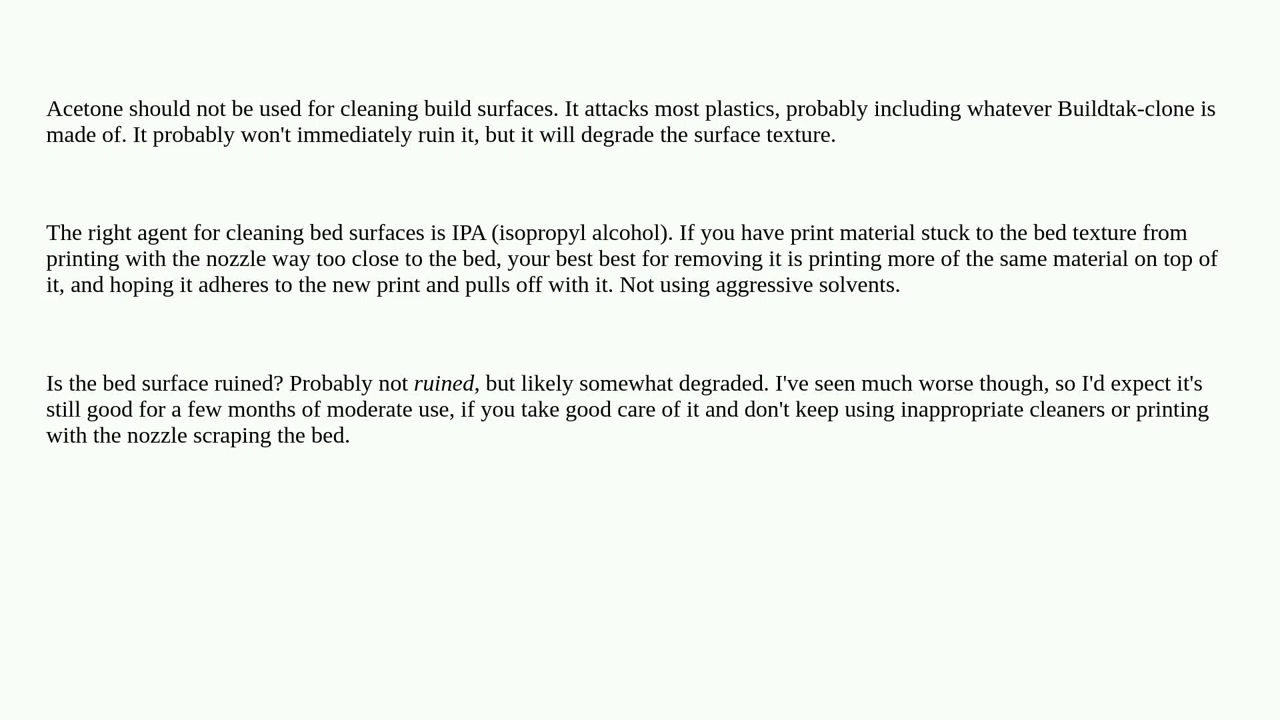 Acetone should not be used for cleaning build surfaces. It attacks most plastics, probably including whatever Buildtak-clone is
made of. It probably won't immediately ruin it, but it will degrade the surface texture.
The right agent for cleaning bed surfaces is IPA (isopropyl alcohol). If you have print material stuck to the bed texture from
printing with the nozzle way too close to the bed, your best best for removing it is printing more of the same material on top of
it, and hoping it adheres to the new print and pulls off with it. Not using aggressive solvents.
Is the bed surface ruined? Probably not ruined, but likely somewhat degraded. I've seen much worse though, so I'd expect it's
still good for a few months of moderate use, if you take good care of it and don't keep using inappropriate cleaners or printing
with the nozzle scraping the bed.